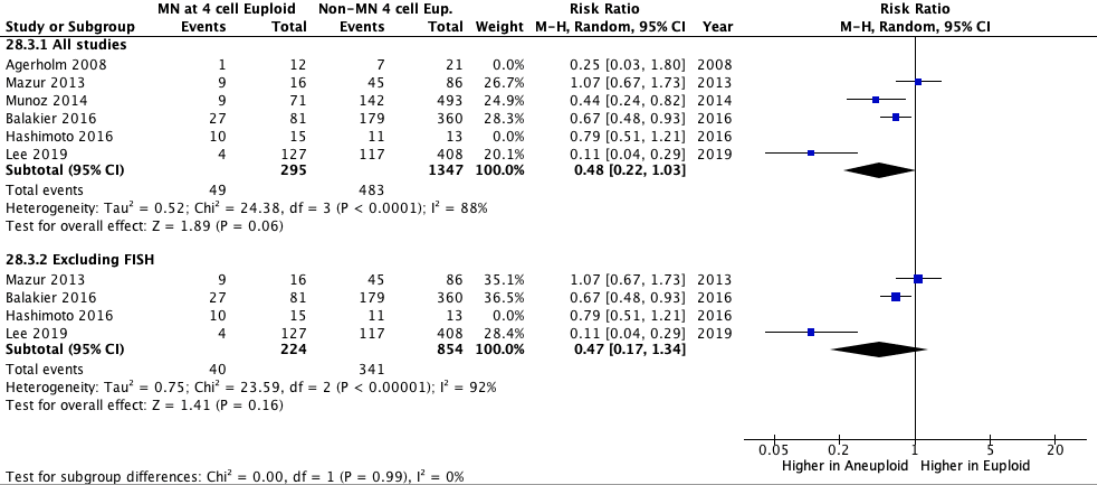 MN at 4 cell Euploid Non-MN 4 cell Eup. Risk Ratio Risk Ratio
Study or Subgroup Events Total Events Total Weight M-H, Random, 95% CI Year M-H, Random, 95% CI
28.3.1 All studies
Agerholm 2008 1 12 7 21 0.0% 0.25 [0.03, 1.80] 2008
Mazur 2013 9 16 45 86 26.7% 1.07 [0.67, 1.73] 2013
Munoz 2014 9 71 142 493 24.9% 0.44 [0.24, 0.82] 2014
Balakier 2016 27 81 179 360 28.3% 0.67 [0.48, 0.93] 2016
Hashimoto 2016 10 15 11 13 0.0% 0.79 [0.51, 1.21] 2016
Lee 2019 4 127 117 408 20.1% 0.11 [0.04, 0.29] 2019
Subtotal (95% CI) 295 1347 100.0% 0.48 [0.22, 1.03]
Total events 49 483
Heterogeneity: Tau² = 0.52; Chi² = 24.38, df = 3 (P < 0.0001); I² = 88%
Test for overall effect: Z = 1.89 (P = 0.06)
28.3.2 Excluding FISH
Mazur 2013 9 16 45 86 35.1% 1.07 [0.67, 1.73] 2013
Balakier 2016 27 81 179 360 36.5% 0.67 [0.48, 0.93] 2016
Hashimoto 2016 10 15 11 13 0.0% 0.79 [0.51, 1.21] 2016
Lee 2019 4 127 117 408 28.4% 0.11 [0.04, 0.29] 2019
Subtotal (95% CI) 224 854 100.0% 0.47 [0.17, 1.34]
Total events 40 341
Heterogeneity: Tau² = 0.75; Chi² = 23.59, df = 2 (P < 0.00001); I² = 92%
Test for overall effect: Z = 1.41 (P = 0.16)
0.05 0.2 1 5 20
Higher in Aneuploid Higher in Euploid
Test for subgroup differences: Chi² = 0.00, df = 1 (P = 0.99), I² = 0%